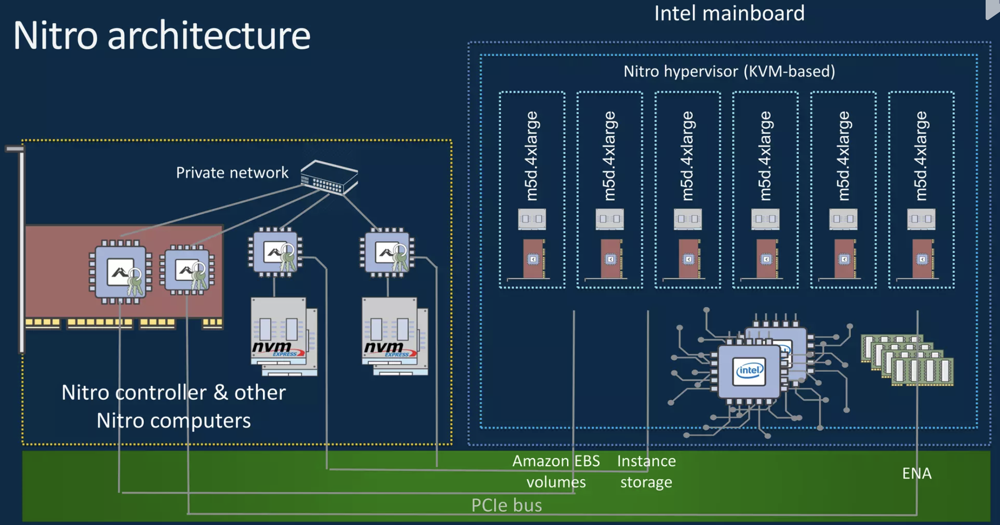 Nitro architecture
Intel mainboard
Nitro hypervisor (KVM-based)
m5d.4xlarge
m5d.4xlarge
m5d.4xlarge
m5d.4xlarge
m5d.4xlarge
m5d.4xlarge
Private network
nvm
EXPRESS
nvm
EXPRESS
intel
Nitro controller & other
Nitro computers
Amazon EBS
volumes
Instance
storage
ENA
PCIe bus